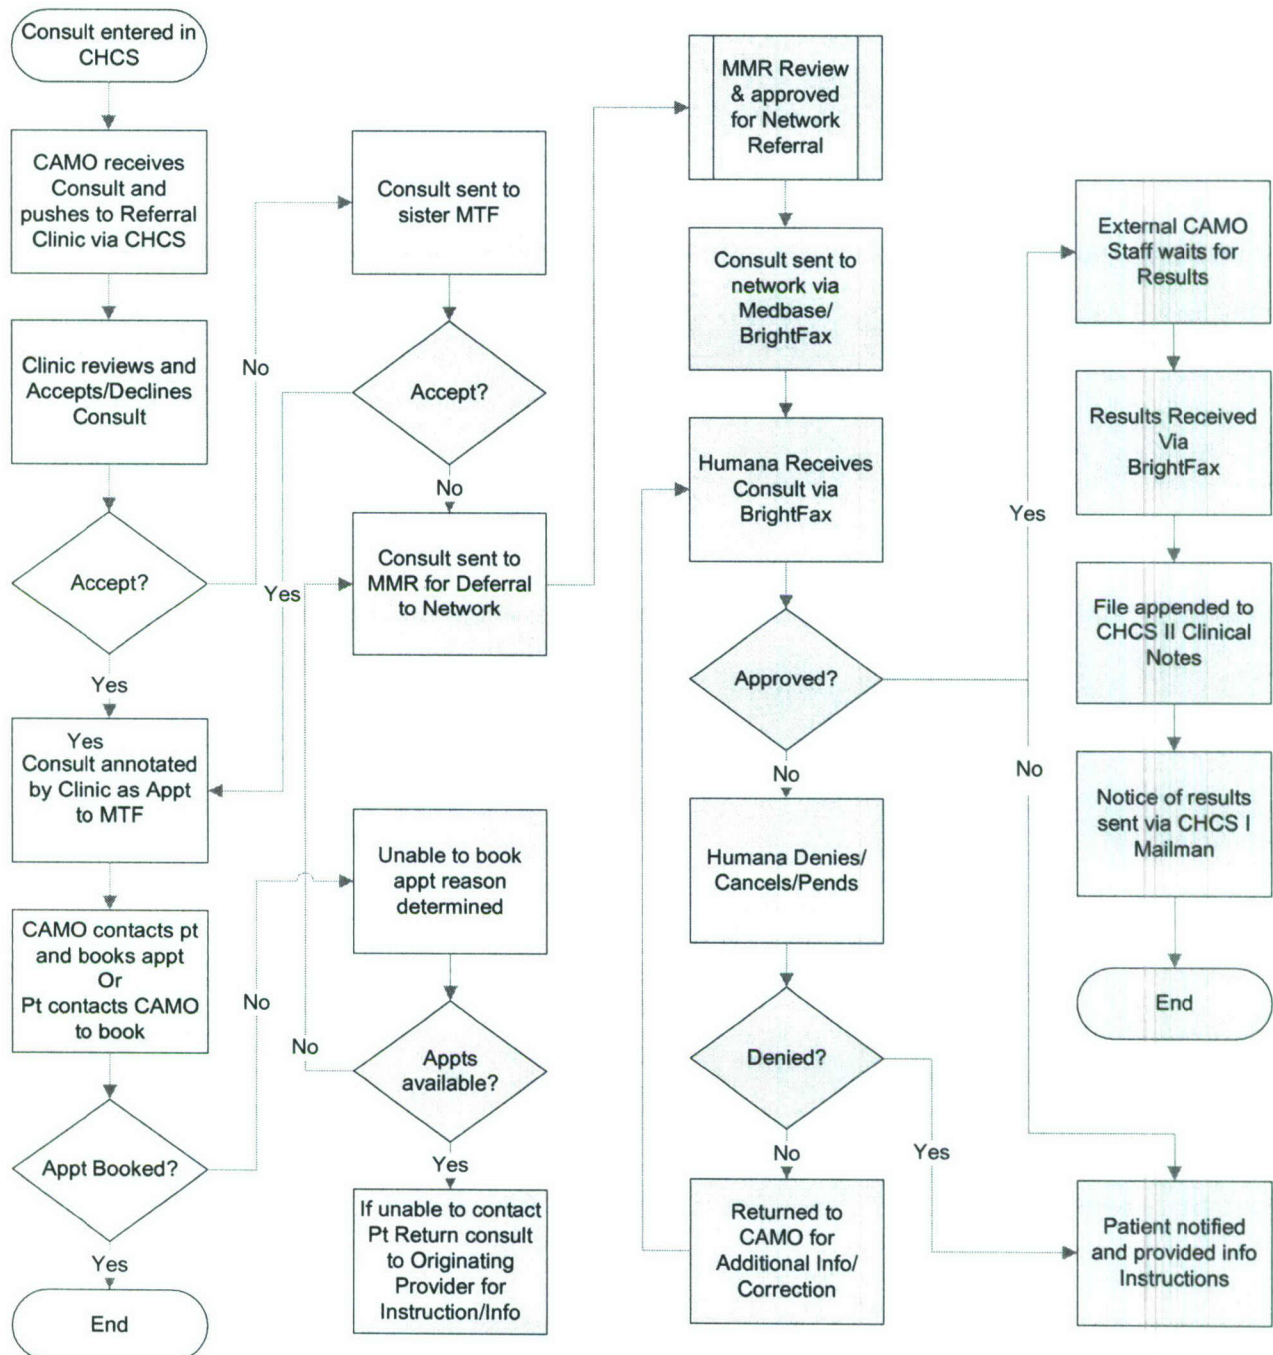 Consult entered in
CHCS
CAMO receives
Consult and
pushes to Referral
Clinic via CHCS
Clinic reviews and
Accepts/Declines
Consult
Accept?
Yes
Yes
Consult annotated
by Clinic as Appt
to MTF
CAMO contacts pt
and books appt
Or
Pt contacts CAMO
to book
Appt Booked?
Yes
End
No
No
Consult sent to
sister MTF
Accept?
No
Yes
Consult sent to
MMR for Deferral
to Network
Unable to book
appt reason
determined
No
Appts
available?
Yes
If unable to contact
Pt Return consult
to Originating
Provider for
Instruction/Info
MMR Review
& approved
for Network
Referral
Consult sent to
network via
Medbase/
BrightFax
Humana Receives
Consult via
BrightFax
Approved?
No
Humana Denies/
Cancels/Pends
Denied?
No
Yes
Returned to
CAMO for
Additional Info/
Correction
Yes
No
External CAMO
Staff waits for
Results
Results Received
Via
BrightFax
File appended to
CHCS II Clinical
Notes
Notice of results
sent via CHCS I
Mailman
End
Patient notified
and provided info
Instructions